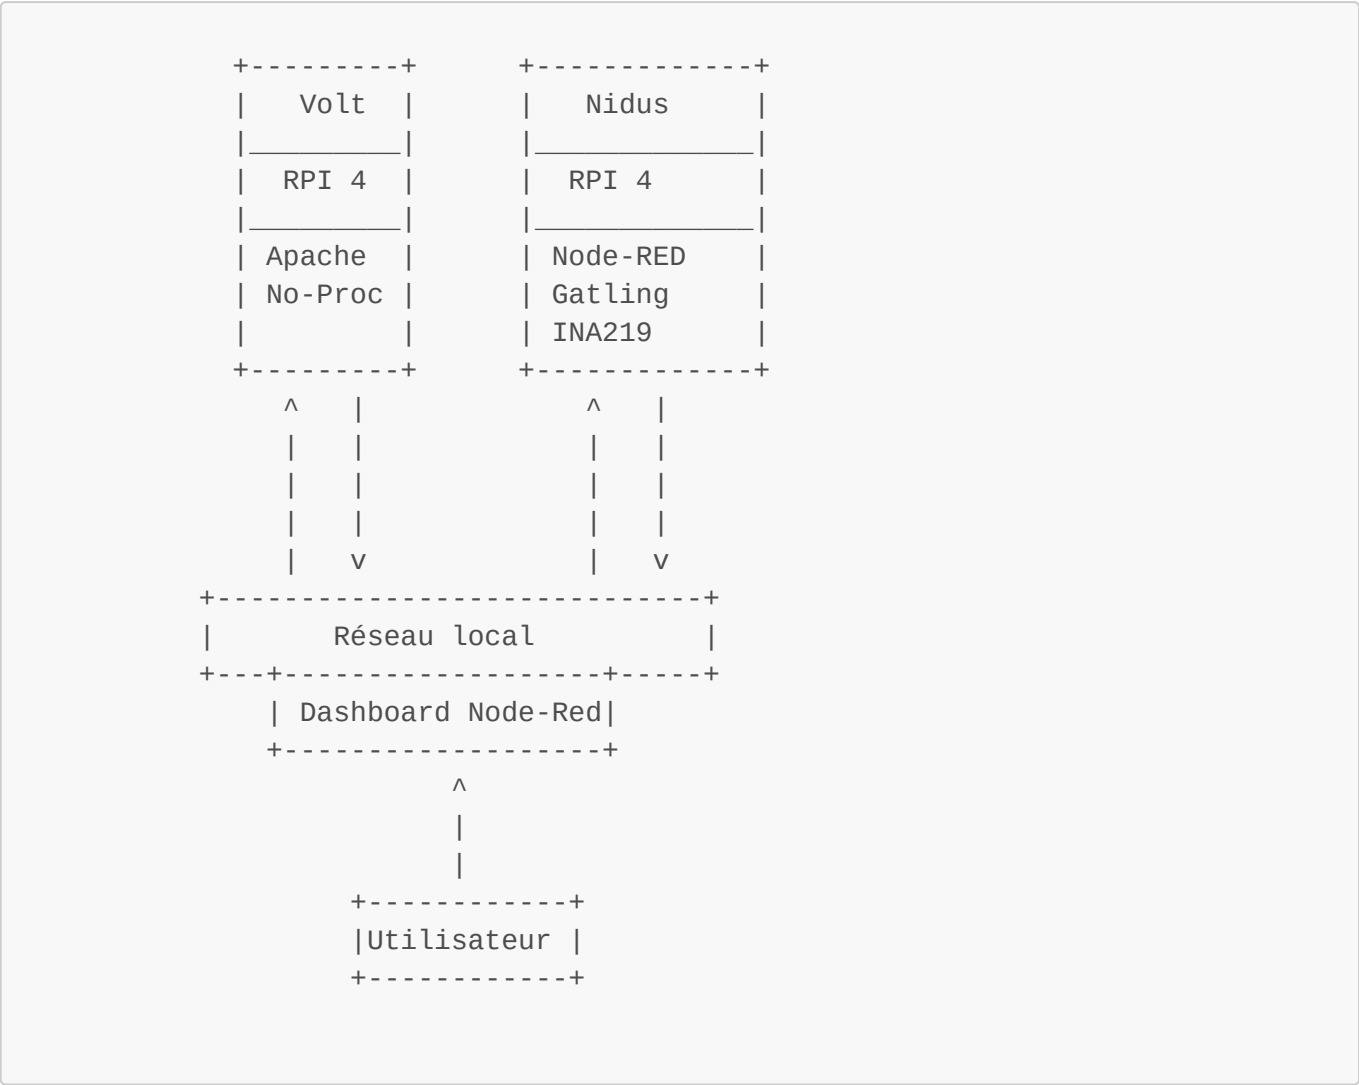 Volt Nidus
RPI 4 RPI 4
Apache Node-RED
No-Proc Gatling
INA219
Réseau local
Dashboard Node-Red
Utilisateur